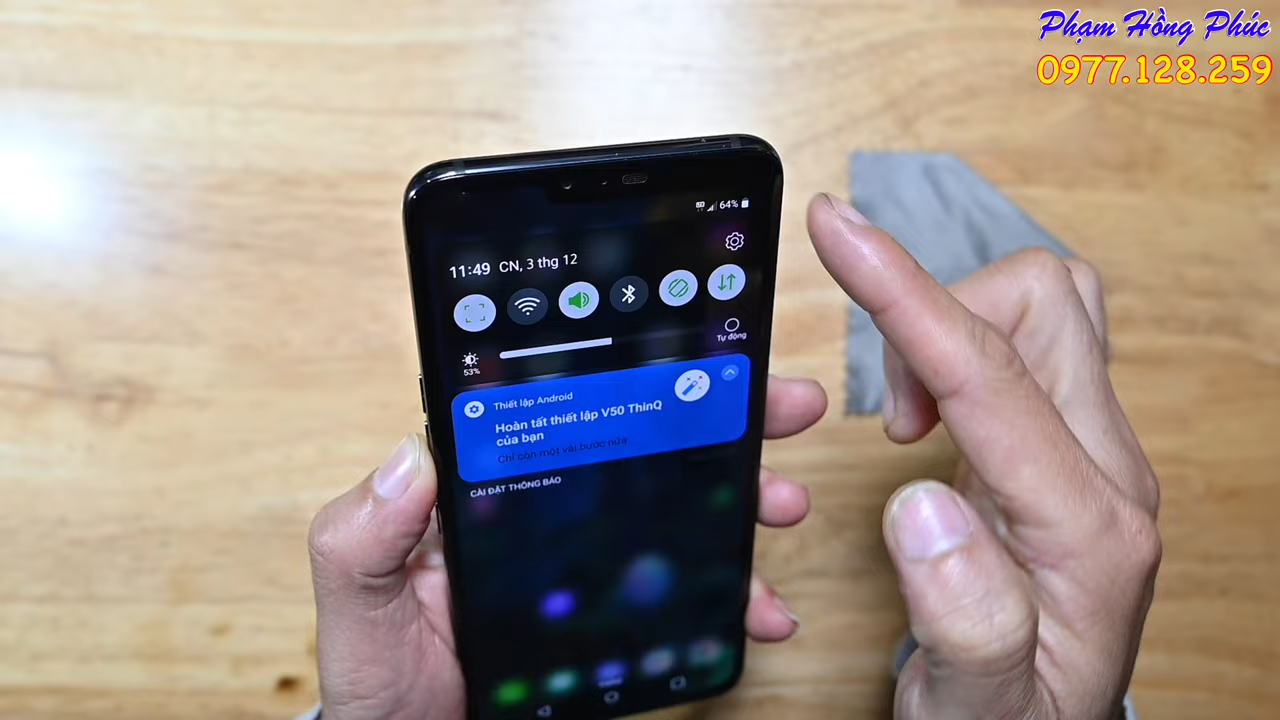 Phạm Hồng Phúc
0977.128.259
64%
11:49 CN, 3 thg 12
53%
Tự động
Thiết lập Android
Hoàn tất thiết lập V50 ThinQ
của bạn
Chỉ còn một vài bước nữa
CÀI ĐẶT THÔNG BÁO